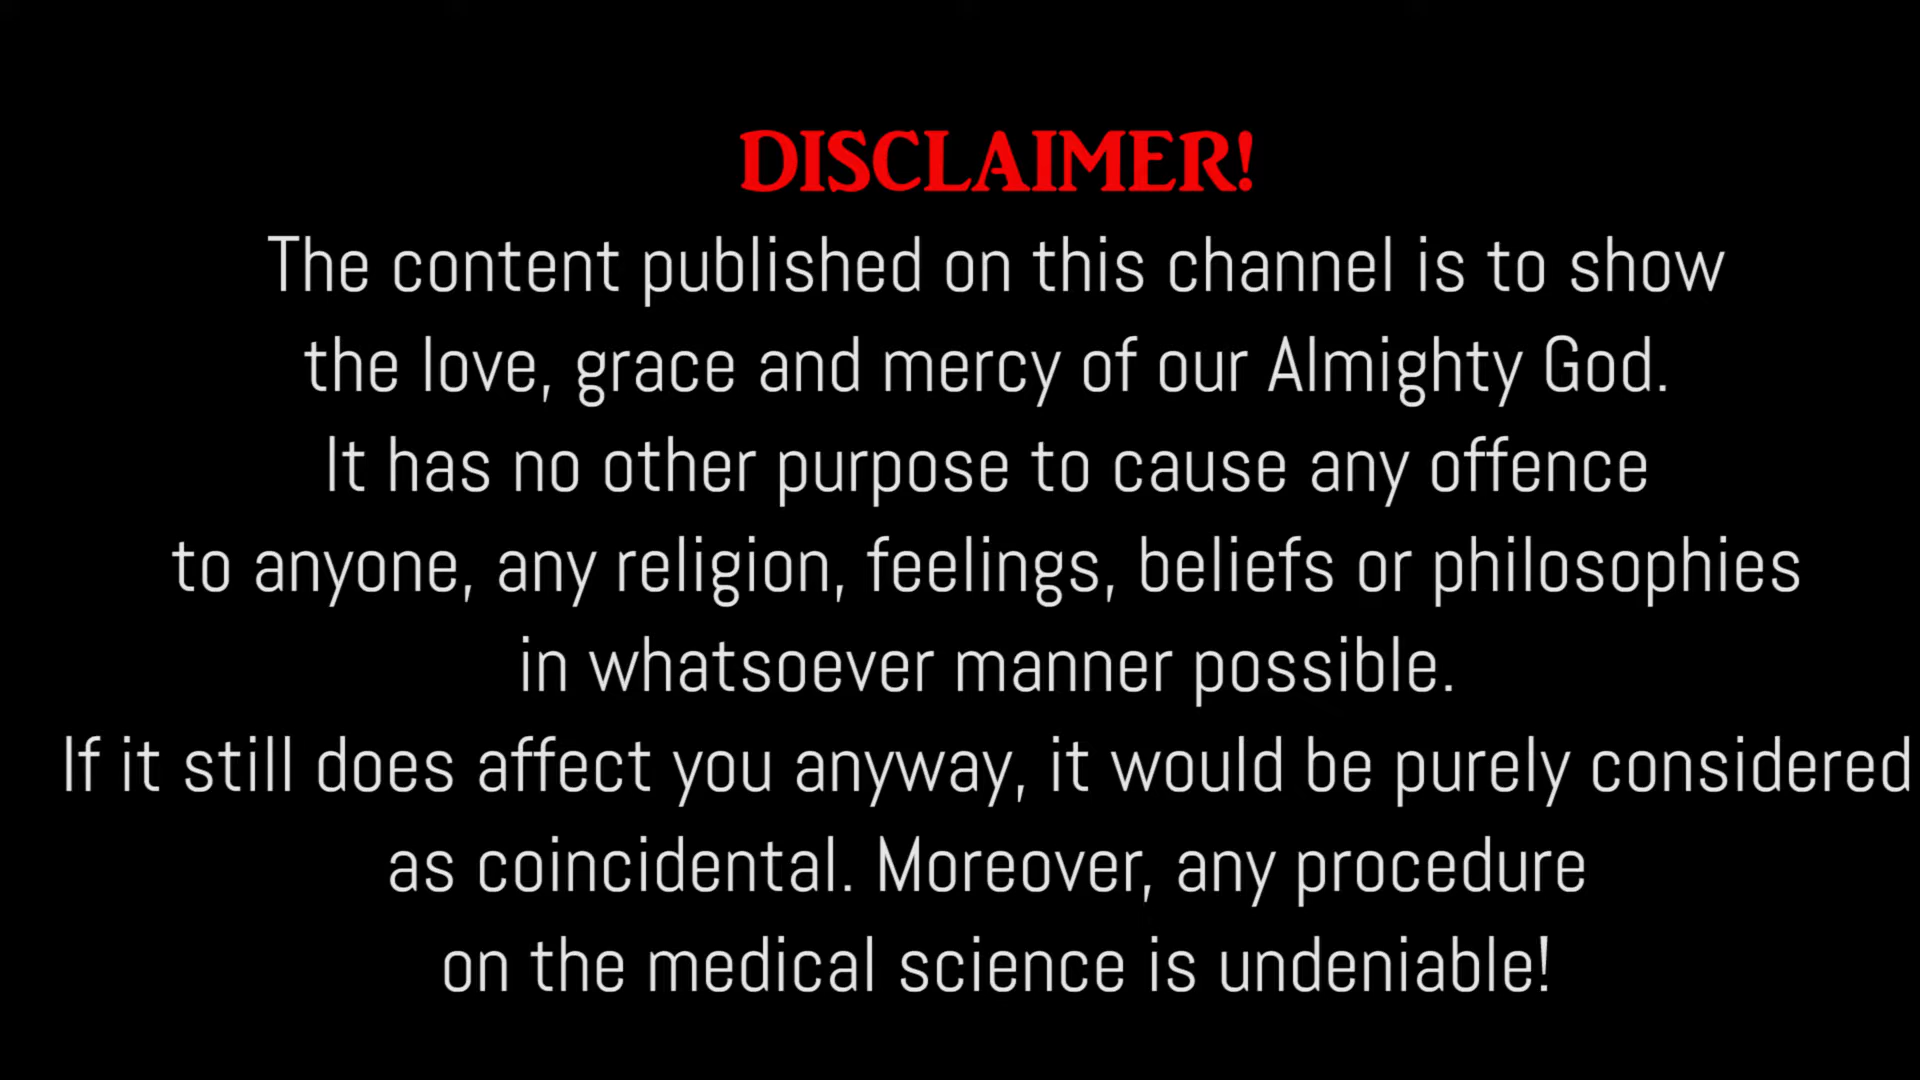 DISCLAIMER!
The content published on this channel is to show
the love, grace and mercy of our Almighty God.
It has no other purpose to cause any offence
to anyone, any religion, feelings, beliefs or philosophies
in whatsoever manner possible.
If it still does affect you anyway, it would be purely considered
as coincidental. Moreover, any procedure
on the medical science is undeniable!